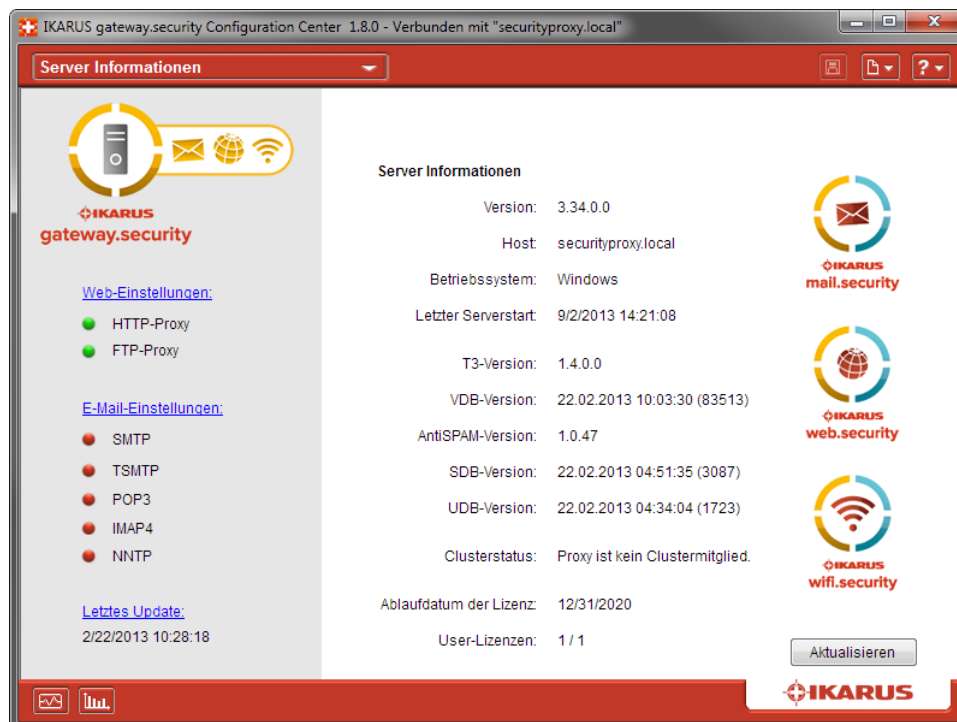 IKARUS gateway.security Configuration Center 1.8.0 - Verbunden mit "securityproxy.local"
Server Informationen
?
IKARUS
gateway.security
Web-Einstellungen:
HTTP-Proxy
FTP-Proxy
E-Mail-Einstellungen:
SMTP
TSMTP
POP3
IMAP4
NNTP
Letztes Update:
2/22/2013 10:28:18
Server Informationen
Version: 3.34.0.0
Host: securityproxy.local
Betriebssystem: Windows
Letzter Serverstart: 9/2/2013 14:21:08
T3-Version: 1.4.0.0
VDB-Version: 22.02.2013 10:03:30 (83513)
AntiSPAM-Version: 1.0.47
SDB-Version: 22.02.2013 04:51:35 (3087)
UDB-Version: 22.02.2013 04:34:04 (1723)
Clusterstatus: Proxy ist kein Clustermitglied.
Ablaufdatum der Lizenz: 12/31/2020
User-Lizenzen: 1 / 1
IKARUS
mail.security
IKARUS
web.security
IKARUS
wifi.security
Aktualisieren
IKARUS